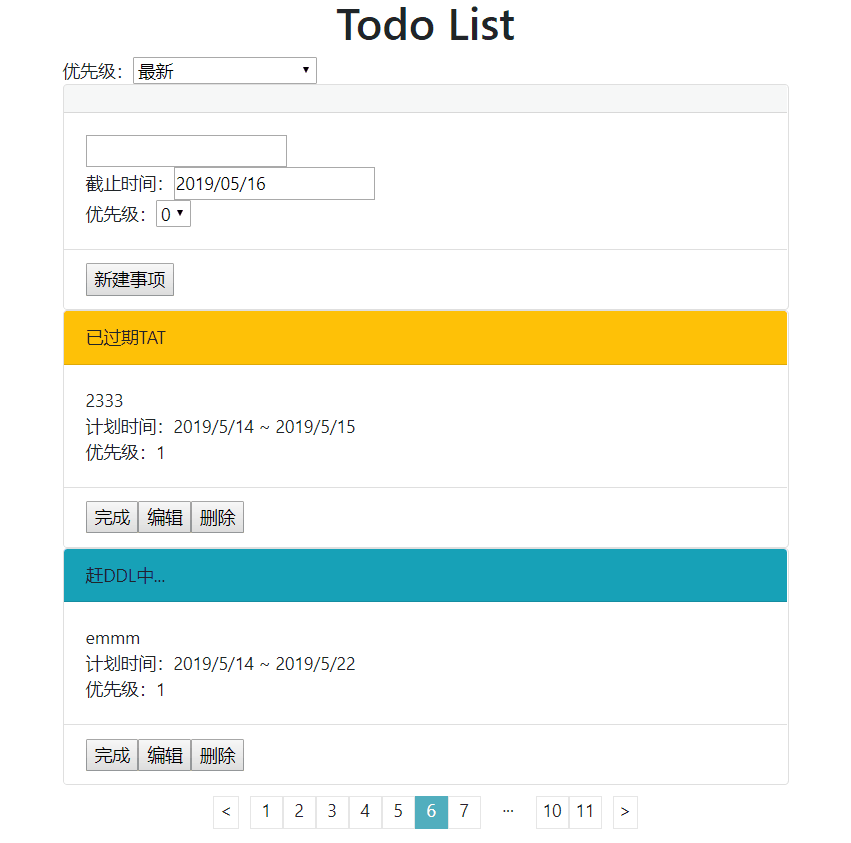 Todo List
优先级：最新
截止时间：2019/05/16
优先级：0
新建事项
已过期TAT
2333
计划时间：2019/5/14 ~ 2019/5/15
优先级：1
完成 编辑 删除
赶DDL中...
emmm
计划时间：2019/5/14 ~ 2019/5/22
优先级：1
完成 编辑 删除
< 1 2 3 4 5 6 7 ··· 10 11 >